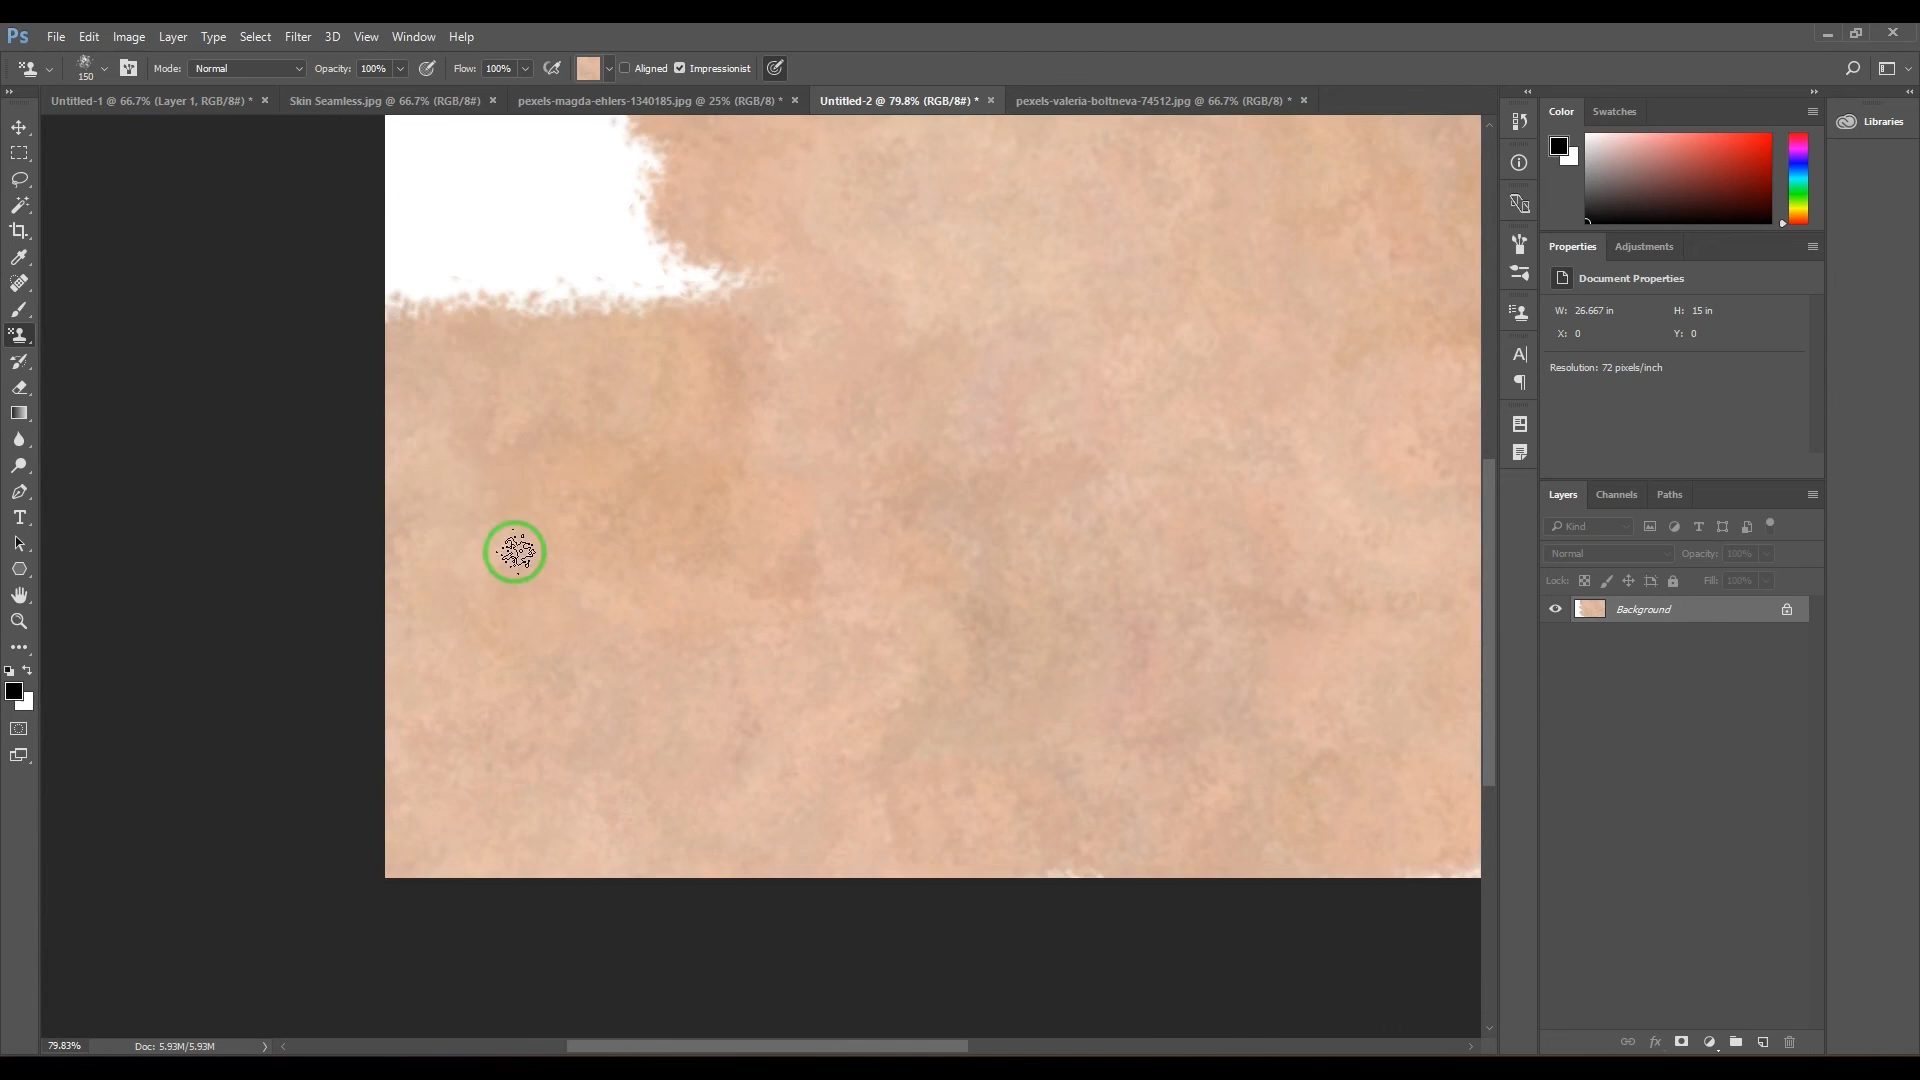 Ps File Edit Image Layer Type Select Filter 3D View Window Help
150 Mode: Normal Opacity: 100% Flow: 100% Aligned Impressionist
Untitled-1 @ 66.7% (Layer 1, RGB/8#) * × Skin Seamless.jpg @ 66.7% (RGB/8#) × pexels-magda-ehlers-1340185.jpg @ 25% (RGB/8) * × Untitled-2 @ 79.8% (RGB/8#) * × pexels-valeria-boltneva-74512.jpg @ 66.7% (RGB/8) * ×
Color Swatches
Libraries
Properties Adjustments
Document Properties
W: 26.667 in H: 15 in
X: 0 Y: 0
Resolution: 72 pixels/inch
Layers Channels Paths
Kind
Normal Opacity: 100%
Lock: Fill: 100%
Background
79.83% Doc: 5.93M/5.93M